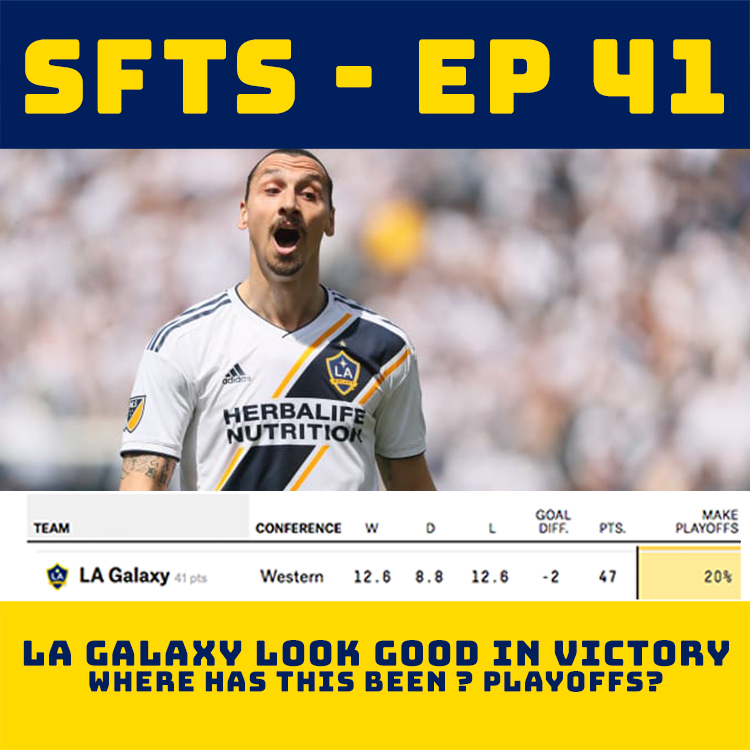 SFTS - EP 41
LA
adidas
HERBALIFE
NUTRITION
TEAM CONFERENCE W D L GOAL DIFF. PTS. MAKE PLAYOFFS
LA Galaxy 41 pts Western 12.6 8.8 12.6 -2 47 20%
LA GALAXY LOOK GOOD IN VICTORY
WHERE HAS THIS BEEN ? PLAYOFFS?